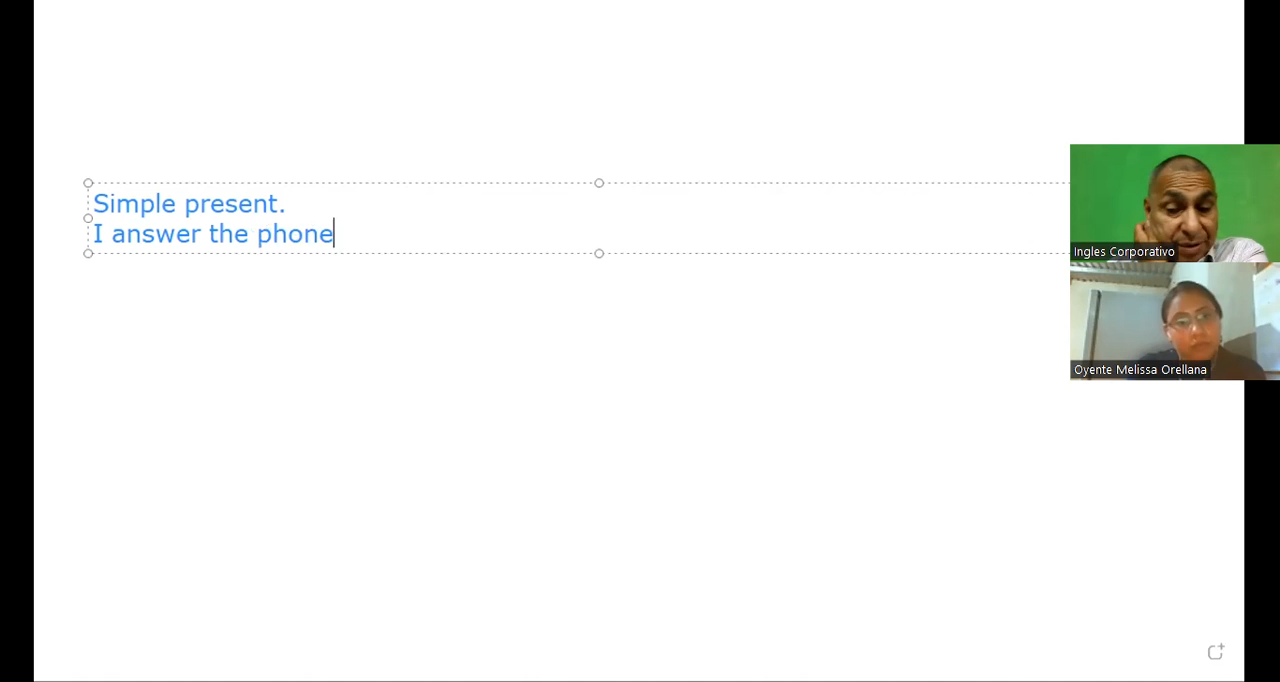 Simple present.
I answer the phone
Ingles Corporativo
Oyente Melissa Orellana